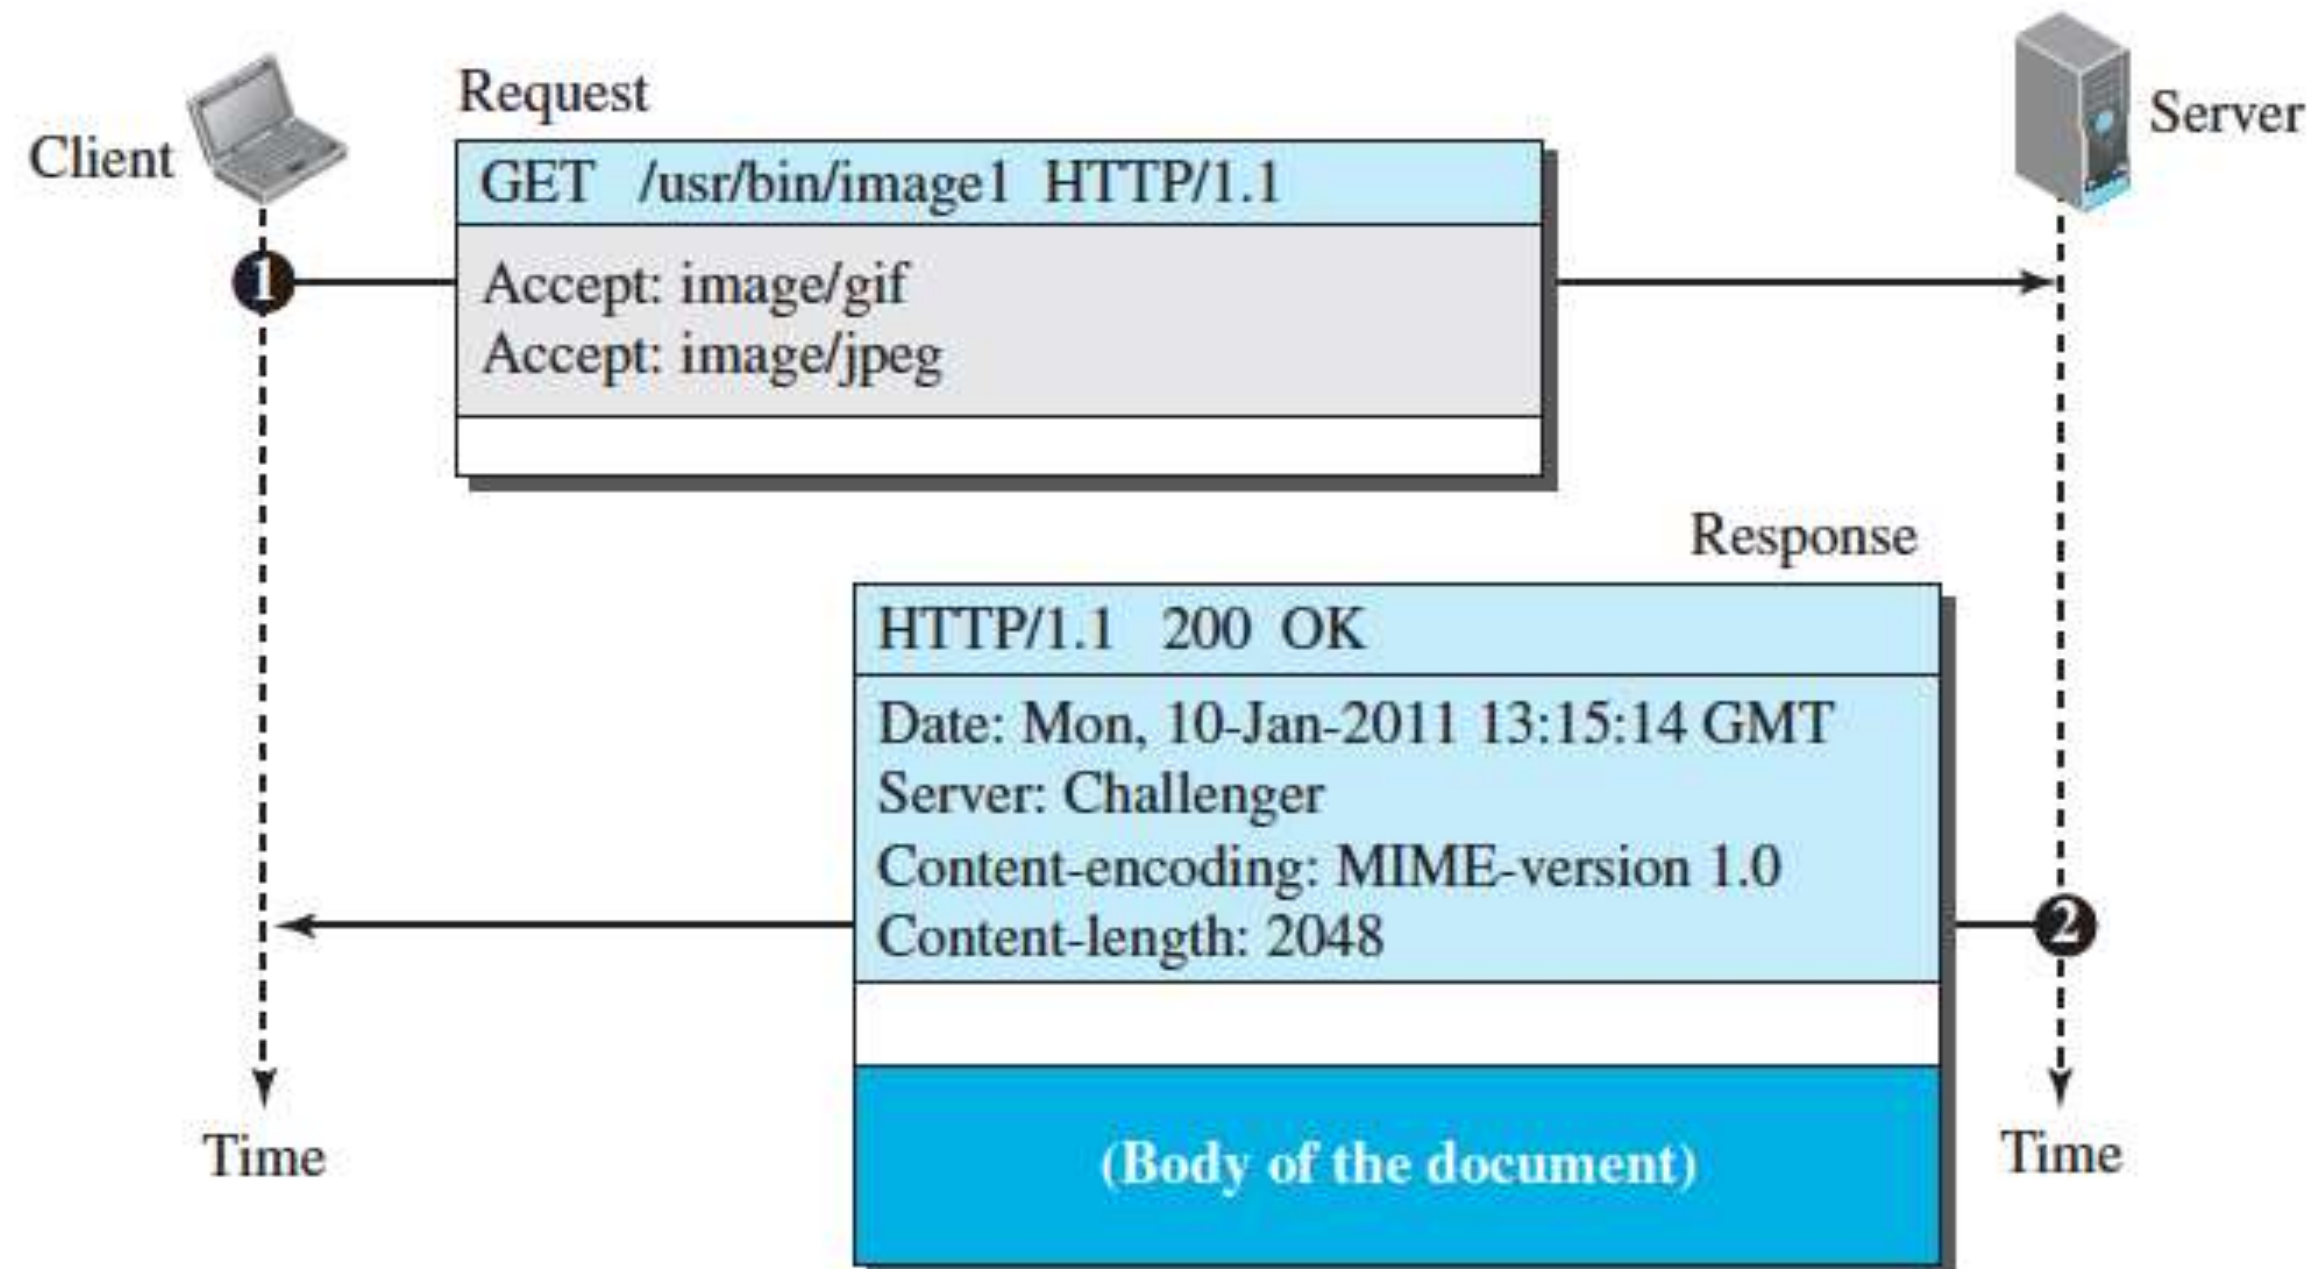 Client
Request
Server
GET /usr/bin/image1 HTTP/1.1
1
Accept: image/gif
Accept: image/jpeg
Response
HTTP/1.1 200 OK
Date: Mon, 10-Jan-2011 13:15:14 GMT
Server: Challenger
Content-encoding: MIME-version 1.0
Content-length: 2048
2
(Body of the document)
Time
Time